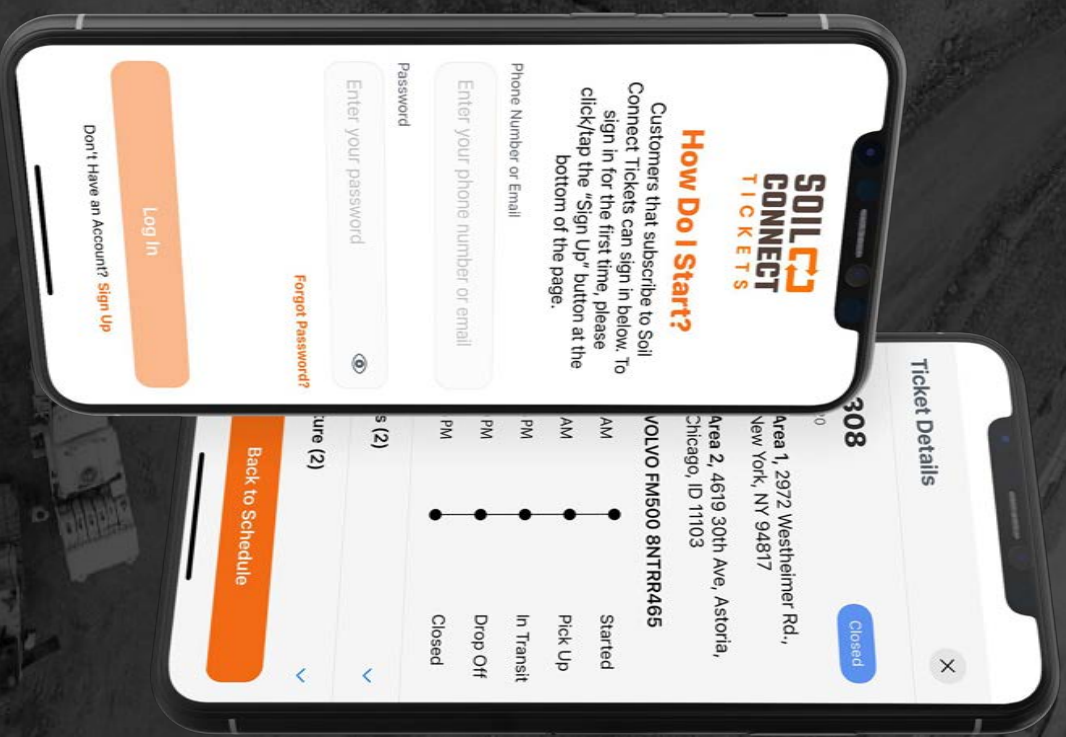 SOIL
CONNECT
TICKETS
How Do I Start?
Customers that subscribe to Soil
Connect Tickets can sign in below. To
sign in for the first time, please
click/tap the "Sign Up" button at the
bottom of the page.
Phone Number or Email
Enter your phone number or email
Password
Enter your password
Forgot Password?
Log In
Don't Have an Account? Sign Up
Ticket Details
308
Closed
Area 1, 2972 Westheimer Rd.,
New York, NY 94817
Area 2, 4619 30th Ave, Astoria,
Chicago, ID 11103
VOLVO FM500 8NTRR465
AM Started
AM Pick Up
PM In Transit
PM Drop Off
PM Closed
s (2)
ture (2)
Back to Schedule